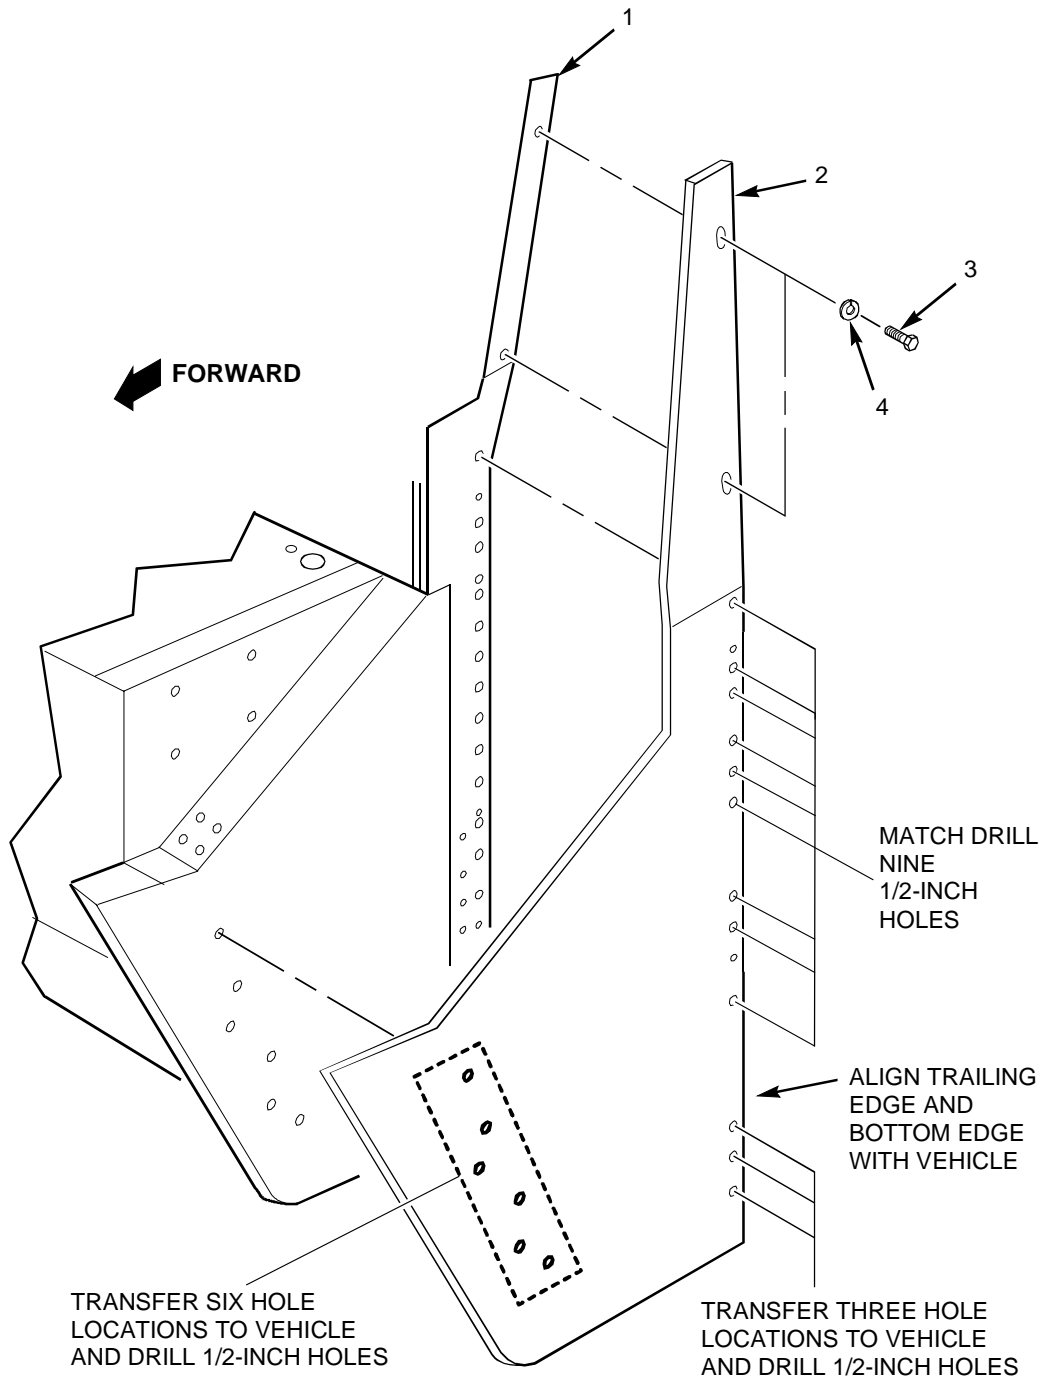 1
2
3
4
FORWARD
MATCH DRILL
NINE
1/2-INCH
HOLES
ALIGN TRAILING
EDGE AND
BOTTOM EDGE
WITH VEHICLE
TRANSFER SIX HOLE
LOCATIONS TO VEHICLE
AND DRILL 1/2-INCH HOLES
TRANSFER THREE HOLE
LOCATIONS TO VEHICLE
AND DRILL 1/2-INCH HOLES